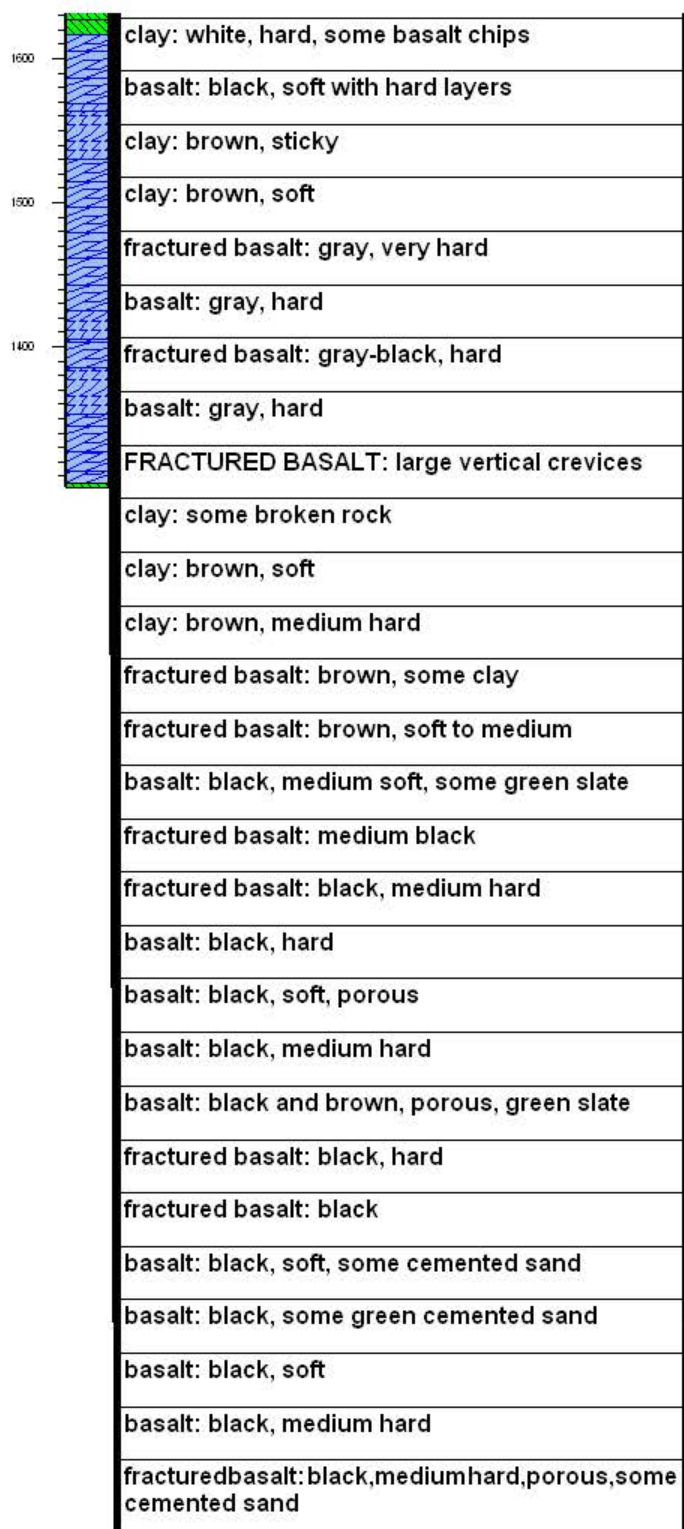 clay: white, hard, some basalt chips
1600
basalt: black, soft with hard layers
clay: brown, sticky
clay: brown, soft
1500
fractured basalt: gray, very hard
basalt: gray, hard
fractured basalt: gray-black, hard
1400
basalt: gray, hard
FRACTURED BASALT: large vertical crevices
clay: some broken rock
clay: brown, soft
clay: brown, medium hard
fractured basalt: brown, some clay
fractured basalt: brown, soft to medium
basalt: black, medium soft, some green slate
fractured basalt: medium black
fractured basalt: black, medium hard
basalt: black, hard
basalt: black, soft, porous
basalt: black, medium hard
basalt: black and brown, porous, green slate
fractured basalt: black, hard
fractured basalt: black
basalt: black, soft, some cemented sand
basalt: black, some green cemented sand
basalt: black, soft
basalt: black, medium hard
fracturedbasalt:black,mediumhard,porous,some
cemented sand